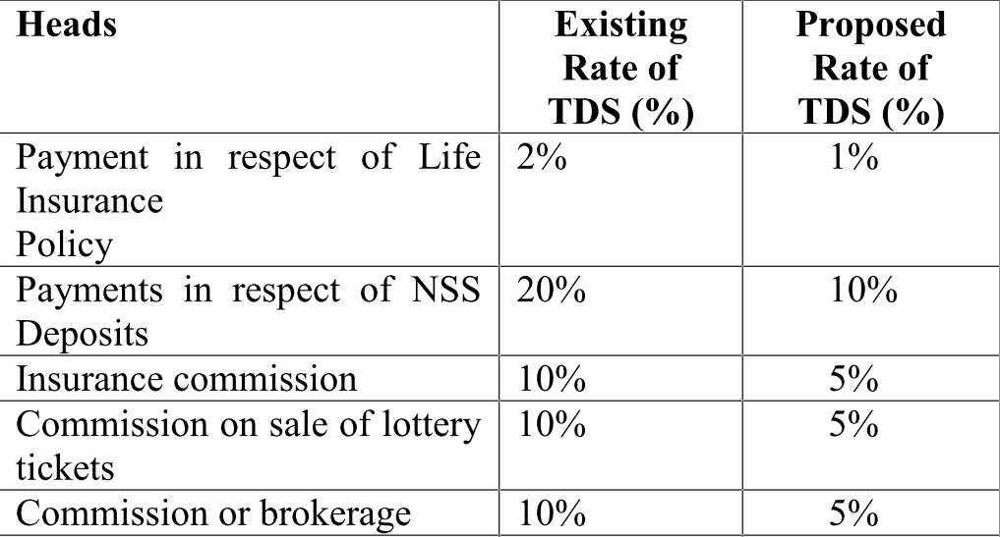 Heads Existing Proposed
Rate of Rate of
TDS (%) TDS (%)
Payment in respect of Life 2% 1%
Insurance
Policy
Payments in respect of NSS 20% 10%
Deposits
Insurance commission 10% 5%
Commission on sale of lottery 10% 5%
tickets
Commission or brokerage 10% 5%